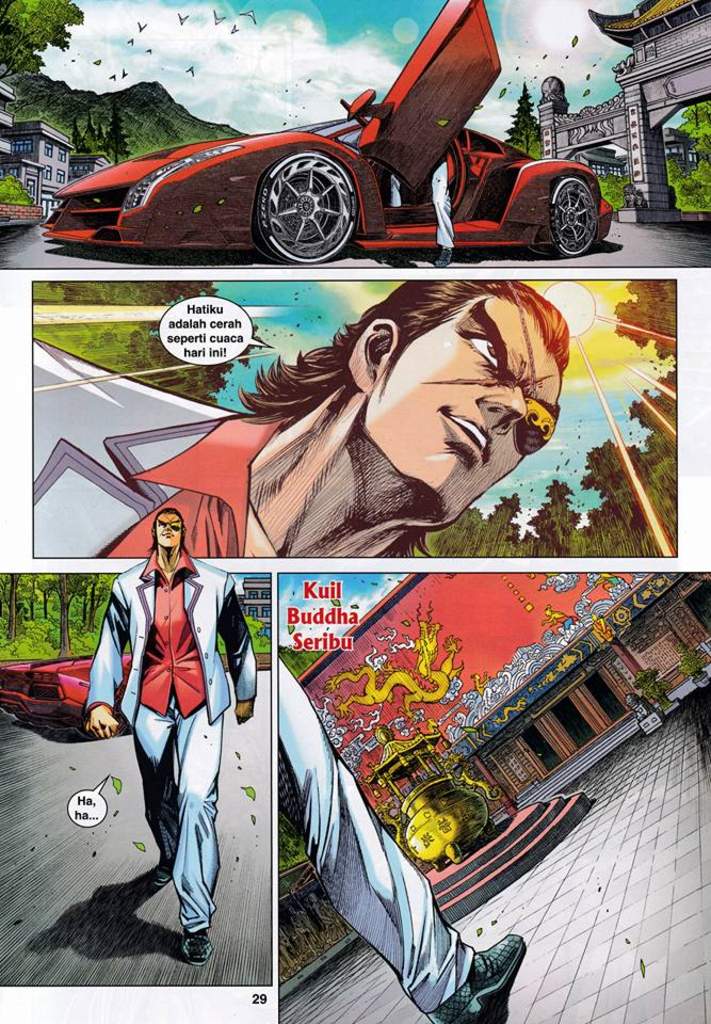 Hatiku
adalah cerah
seperti cuaca
hari ini!
Ha,
ha...
Kuil
Buddha
Seribu
29